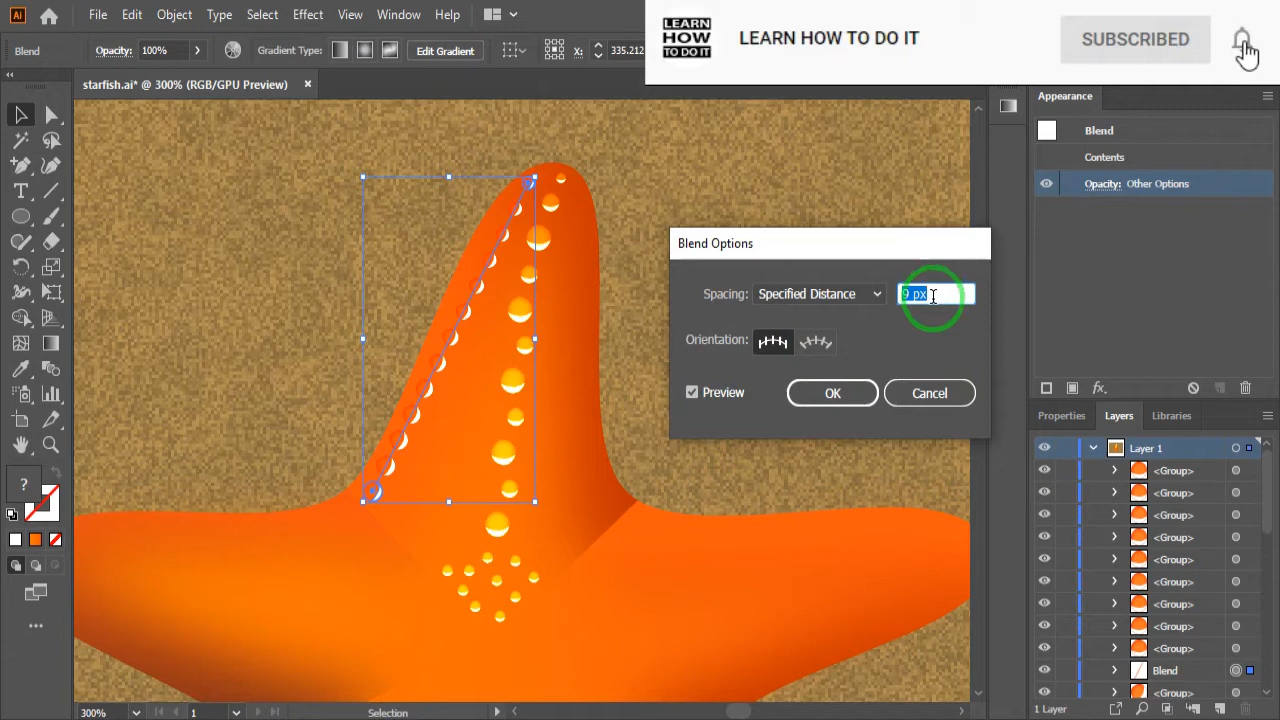 Ai File Edit Object Type Select Effect View Window Help
LEARN
HOW
TO DO IT
LEARN HOW TO DO IT
SUBSCRIBED
Blend Opacity: 100% Gradient Type: Edit Gradient X: 335.212
starfish.ai* @ 300% (RGB/GPU Preview) ×
Appearance
Blend
Contents
Opacity: Other Options
Blend Options
Spacing: Specified Distance 9 px
Orientation:
Preview OK Cancel
fx
Properties Layers Libraries
Layer 1
<Group>
<Group>
<Group>
<Group>
<Group>
<Group>
<Group>
<Group>
<Group>
Blend
<Group>
?
300% 1 Selection
1 Layer